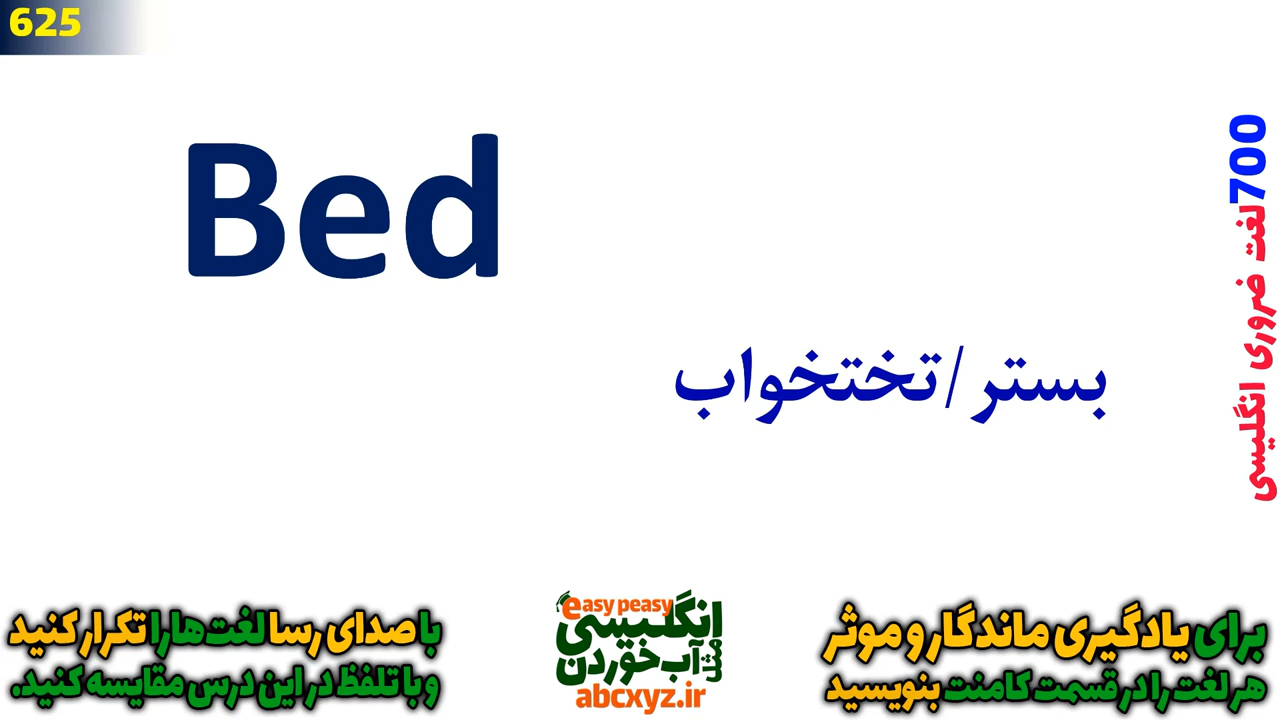 625
Bed
بستر/تختخواب
700لغت ضروری انگلیسی
برای یادگیری ماندگار و موثر
هر لغت را در قسمت کامنت بنویسید
easy peasy
انگلیسی
مثل آب خوردن
abcxyz.ir
با صدای رسا لغت‌ها را تکرار کنید
و با تلفظ در این درس مقایسه کنید.